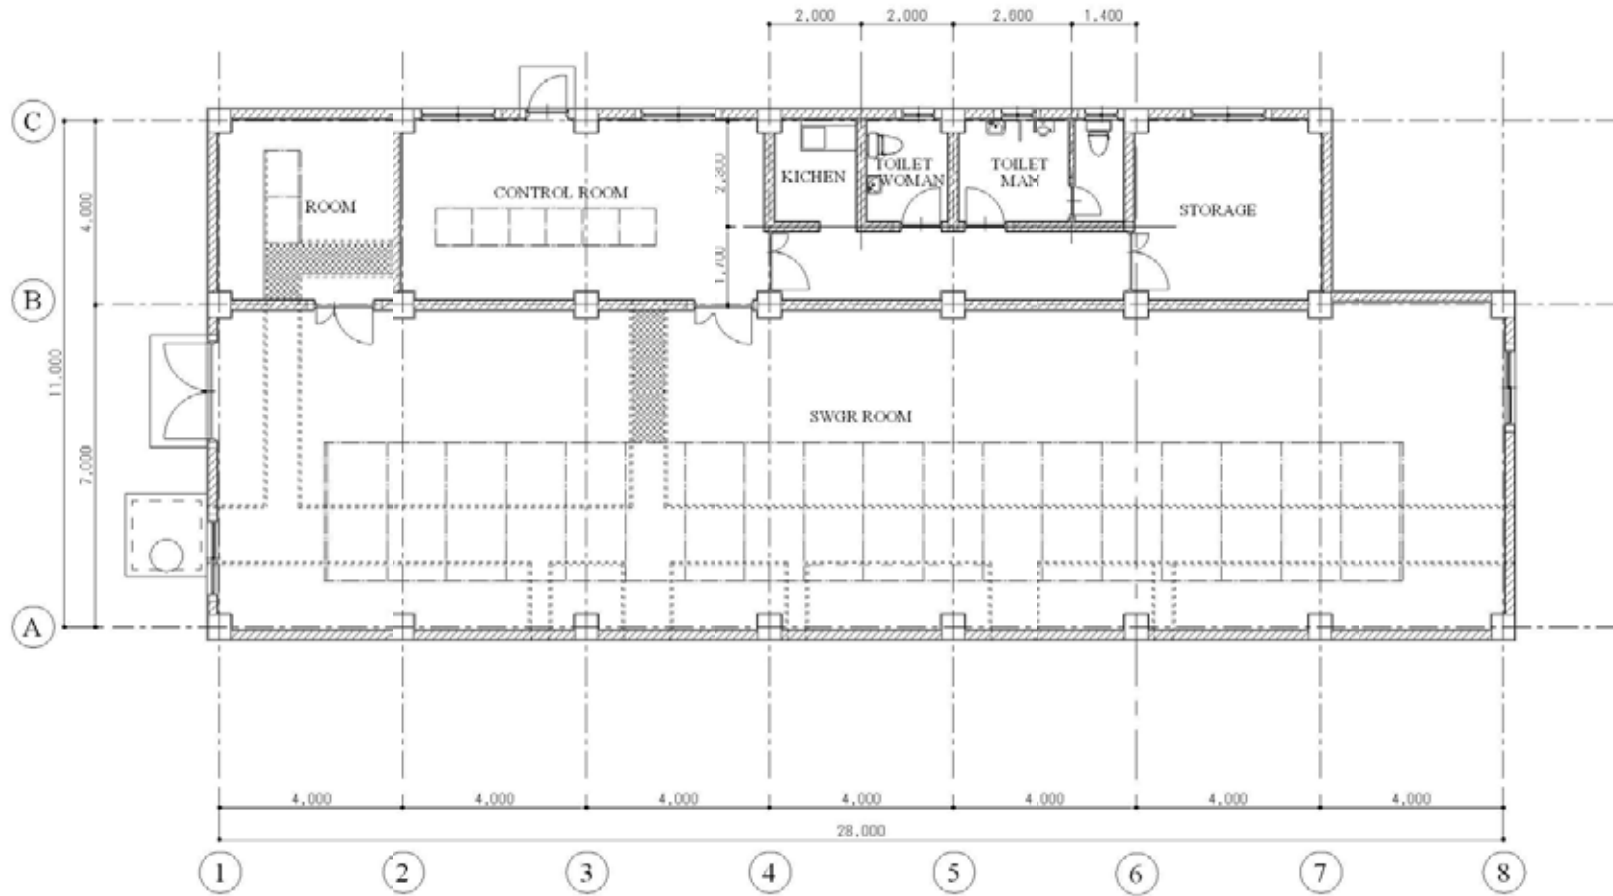 2,000 2,000 2,600 1,400
C
KICHEN
TOILET
WOMAN
TOILET
MAN
2,300
CONTROL ROOM
ROOM
STORAGE
4,000
1,700
B
11,000
SWGR ROOM
7,000
A
4,000 4,000 4,000 4,000 4,000 4,000 4,000
28,000
1 2 3 4 5 6 7 8